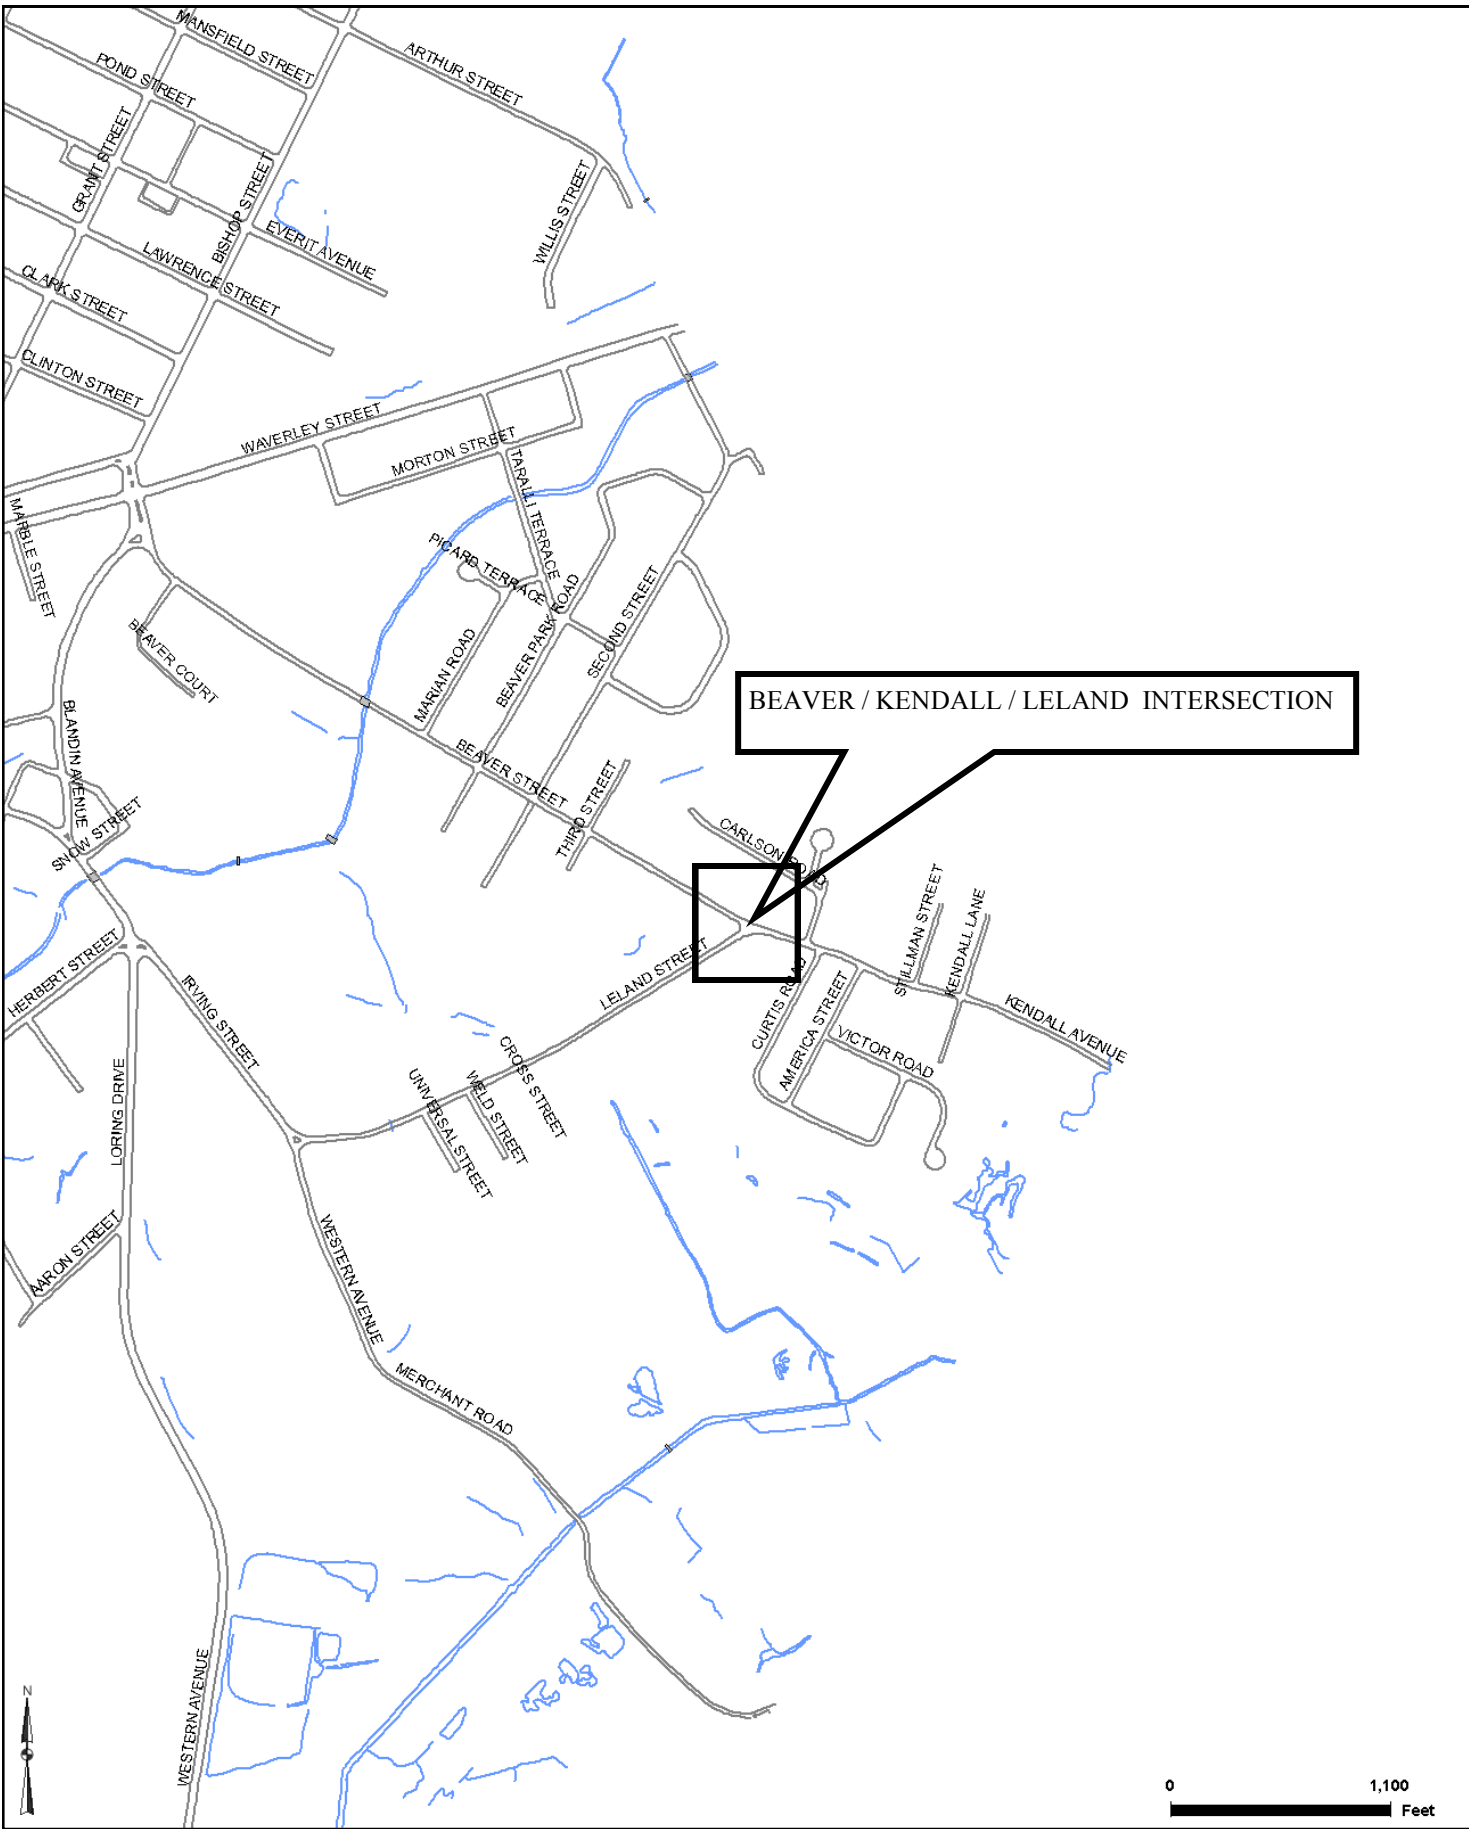 MANSFIELD STREET
ARTHUR STREET
POND STREET
GRANT STREET
BISHOP STREET
WILLIS STREET
EVERIT AVENUE
LAWRENCE STREET
CLARK STREET
CLINTON STREET
WAVERLEY STREET
MORTON STREET
TARALLI TERRACE
MARBLE STREET
PICARD TERRACE
BEAVER PARK ROAD
SECOND STREET
BEAVER COURT
MARIAN ROAD
BEAVER / KENDALL / LELAND INTERSECTION
BLANDIN AVENUE
BEAVER STREET
THIRD STREET
SNOW STREET
CARLSON ROAD
STILLMAN STREET
KENDALL LANE
HERBERT STREET
LELAND STREET
IRVING STREET
CURTIS ROAD
AMERICA STREET
KENDALL AVENUE
VICTOR ROAD
CROSS STREET
WELD STREET
UNIVERSAL STREET
LORING DRIVE
AARON STREET
WESTERN AVENUE
MERCHANT ROAD
WESTERN AVENUE
N
0 1,100
Feet